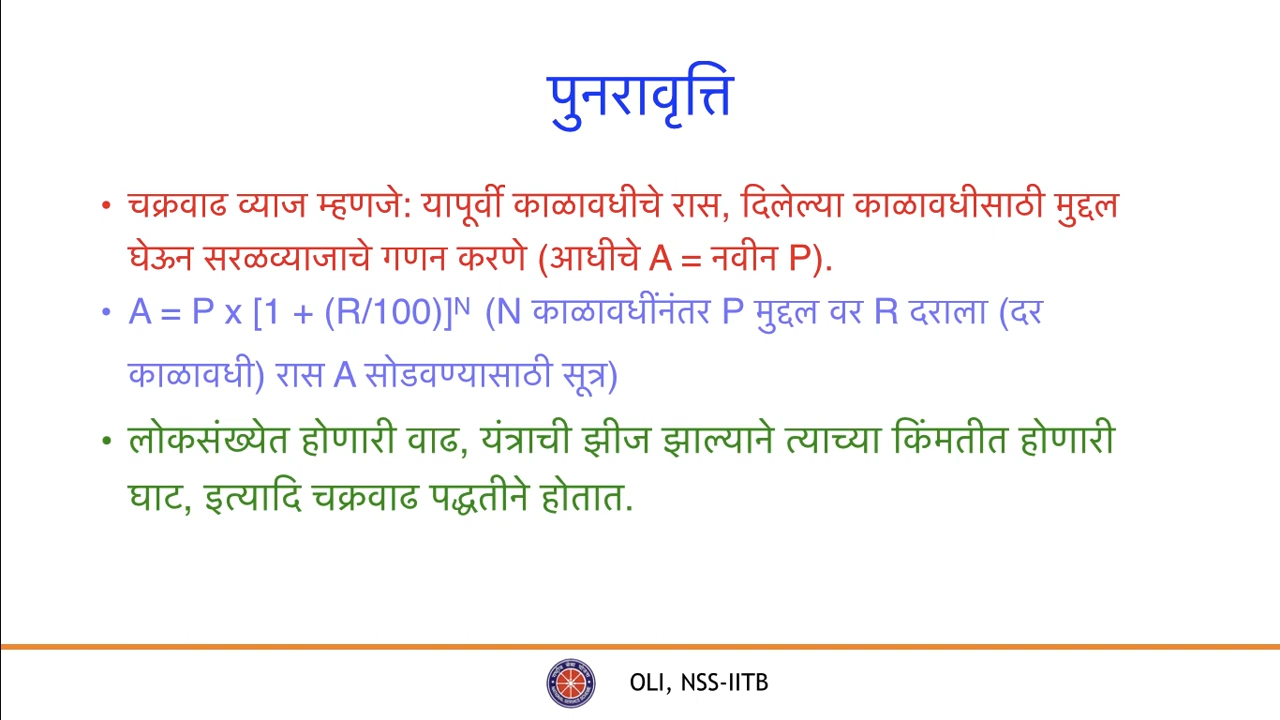 पुनरावृत्ति
• चक्रवाढ व्याज म्हणजे: यापूर्वी काळावधीचे रास, दिलेल्या काळावधीसाठी मुद्दल
घेऊन सरळव्याजाचे गणन करणे (आधीचे A = नवीन P).
• A = P x [1 + (R/100)]ᴺ (N काळावधींनंतर P मुद्दल वर R दराला (दर
काळावधी) रास A सोडवण्यासाठी सूत्र)
• लोकसंख्येत होणारी वाढ, यंत्राची झीज झाल्याने त्याच्या किंमतीत होणारी
घाट, इत्यादि चक्रवाढ पद्धतीने होतात.
OLI, NSS-IITB